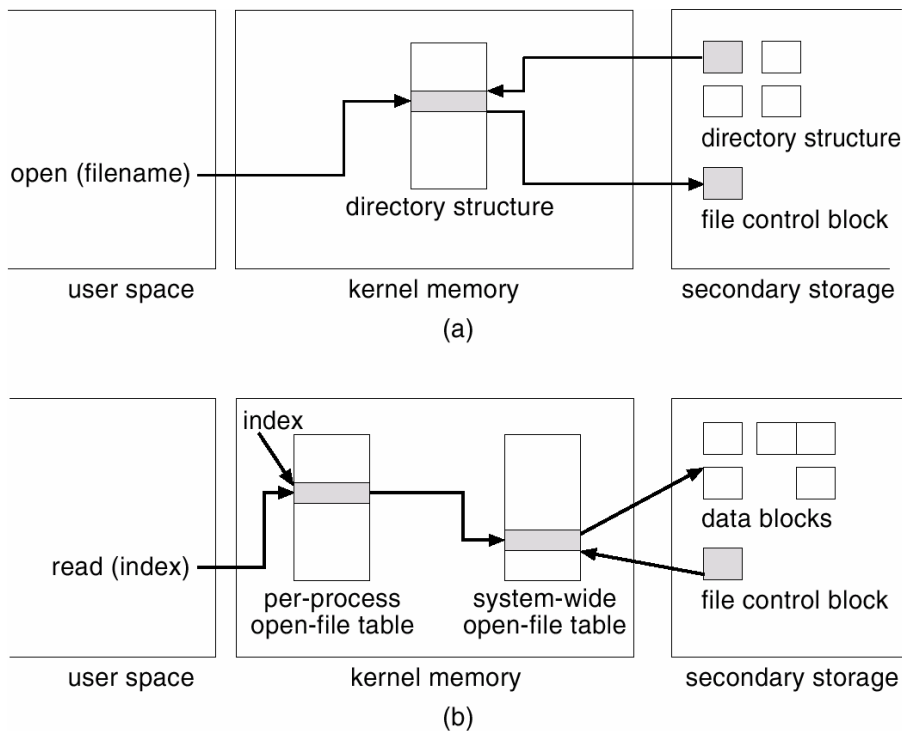 directory structure
open (filename)
directory structure
file control block
user space
kernel memory
secondary storage
(a)
index
data blocks
read (index)
per-process
open-file table
system-wide
open-file table
file control block
user space
kernel memory
secondary storage
(b)